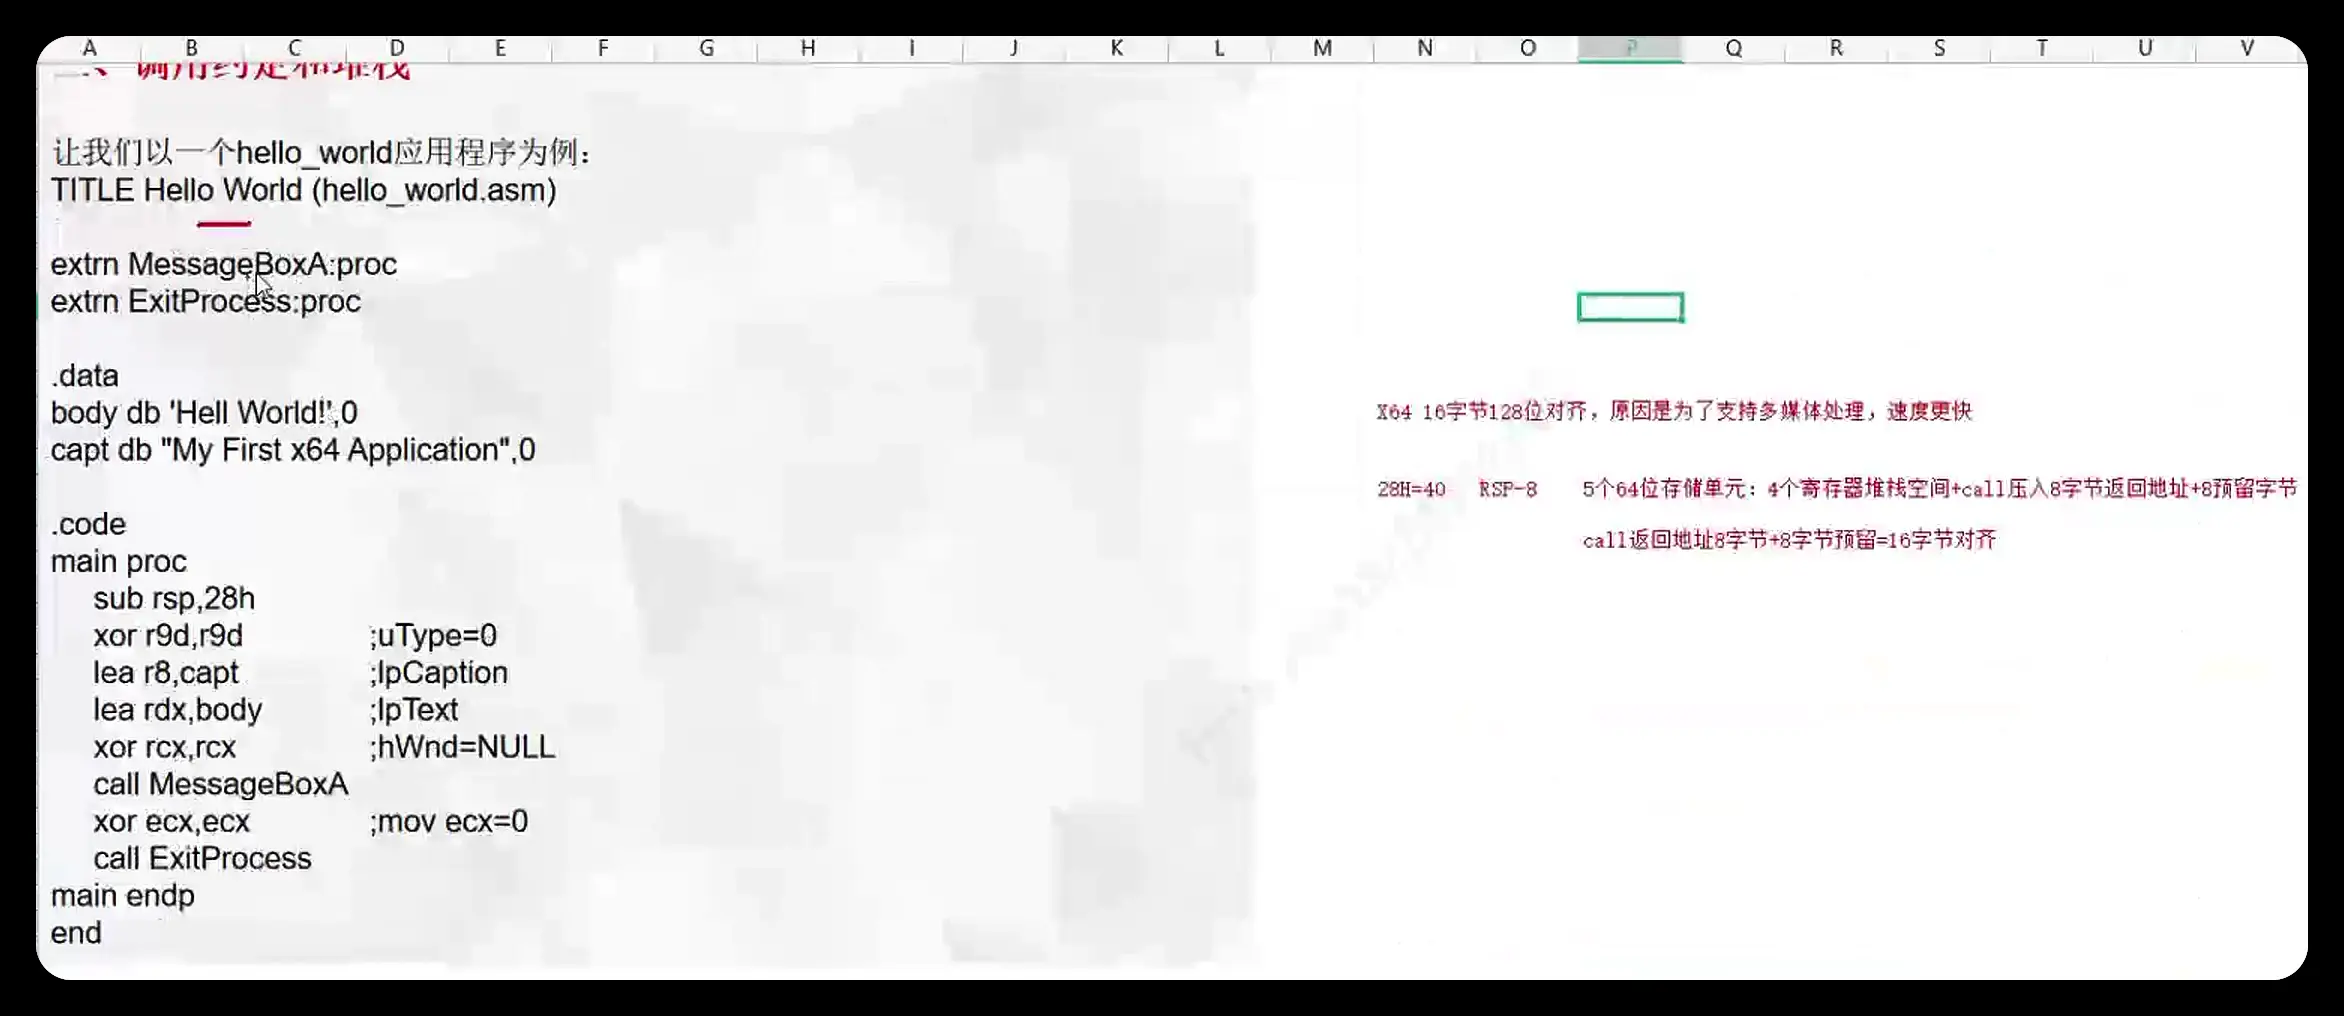 A B C D E F G H I J K L M N O P Q R S T U V
调用约定和堆栈
让我们以一个hello_world应用程序为例：
TITLE Hello World (hello_world.asm)
extrn MessageBoxA:proc
extrn ExitProcess:proc
.data
body db 'Hell World!',0
capt db "My First x64 Application",0
.code
main proc
sub rsp,28h
xor r9d,r9d ;uType=0
lea r8,capt ;lpCaption
lea rdx,body ;lpText
xor rcx,rcx ;hWnd=NULL
call MessageBoxA
xor ecx,ecx ;mov ecx=0
call ExitProcess
main endp
end
X64 16字节128位对齐，原因是为了支持多媒体处理，速度更快
28H=40 RSP-8 5个64位存储单元：4个寄存器堆栈空间+call压入8字节返回地址+8预留字节
call返回地址8字节+8字节预留=16字节对齐